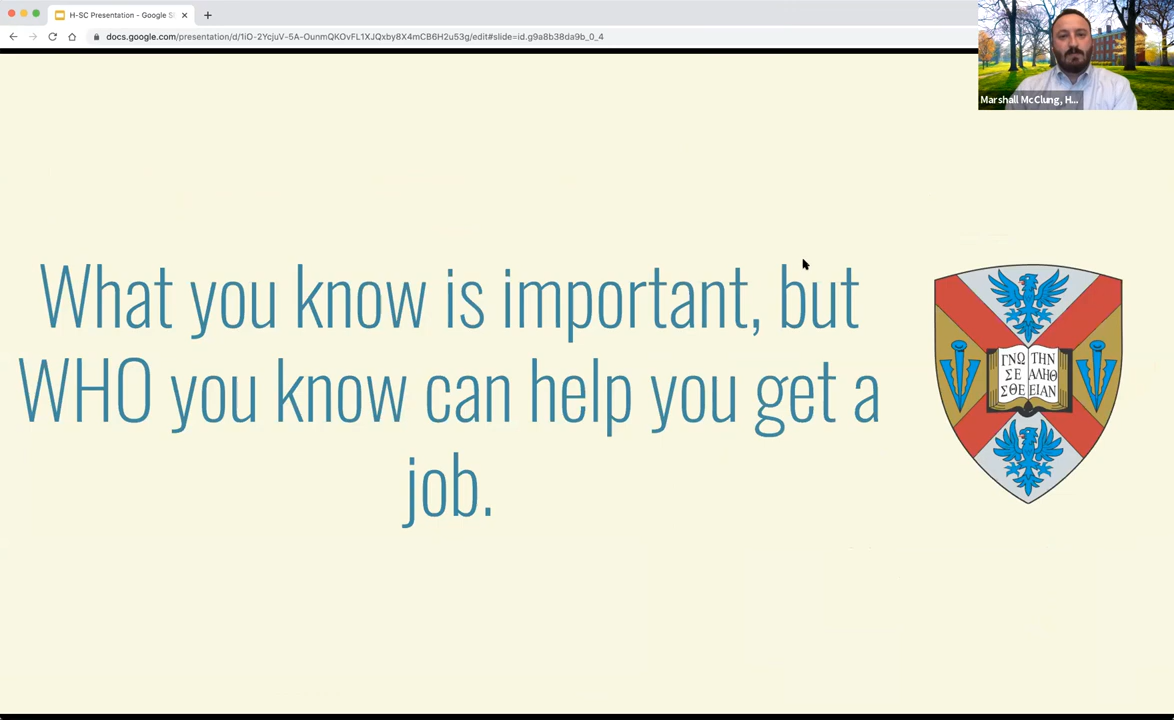 H-SC Presentation - Google S
docs.google.com/presentation/d/1iO-2YcjuV-5A-OunmQKOvFL1XJQxby8X4mCB6H2u53g/edit#slide=id.g9a8b38da9b_0_4
Marshall McClung, H...
What you know is important, but
WHO you know can help you get a
job.
ΓΝΩ ΤΗΝ
ΣΕ ΑΛΗΘ
ΣΘΕ ΕΙΑΝ